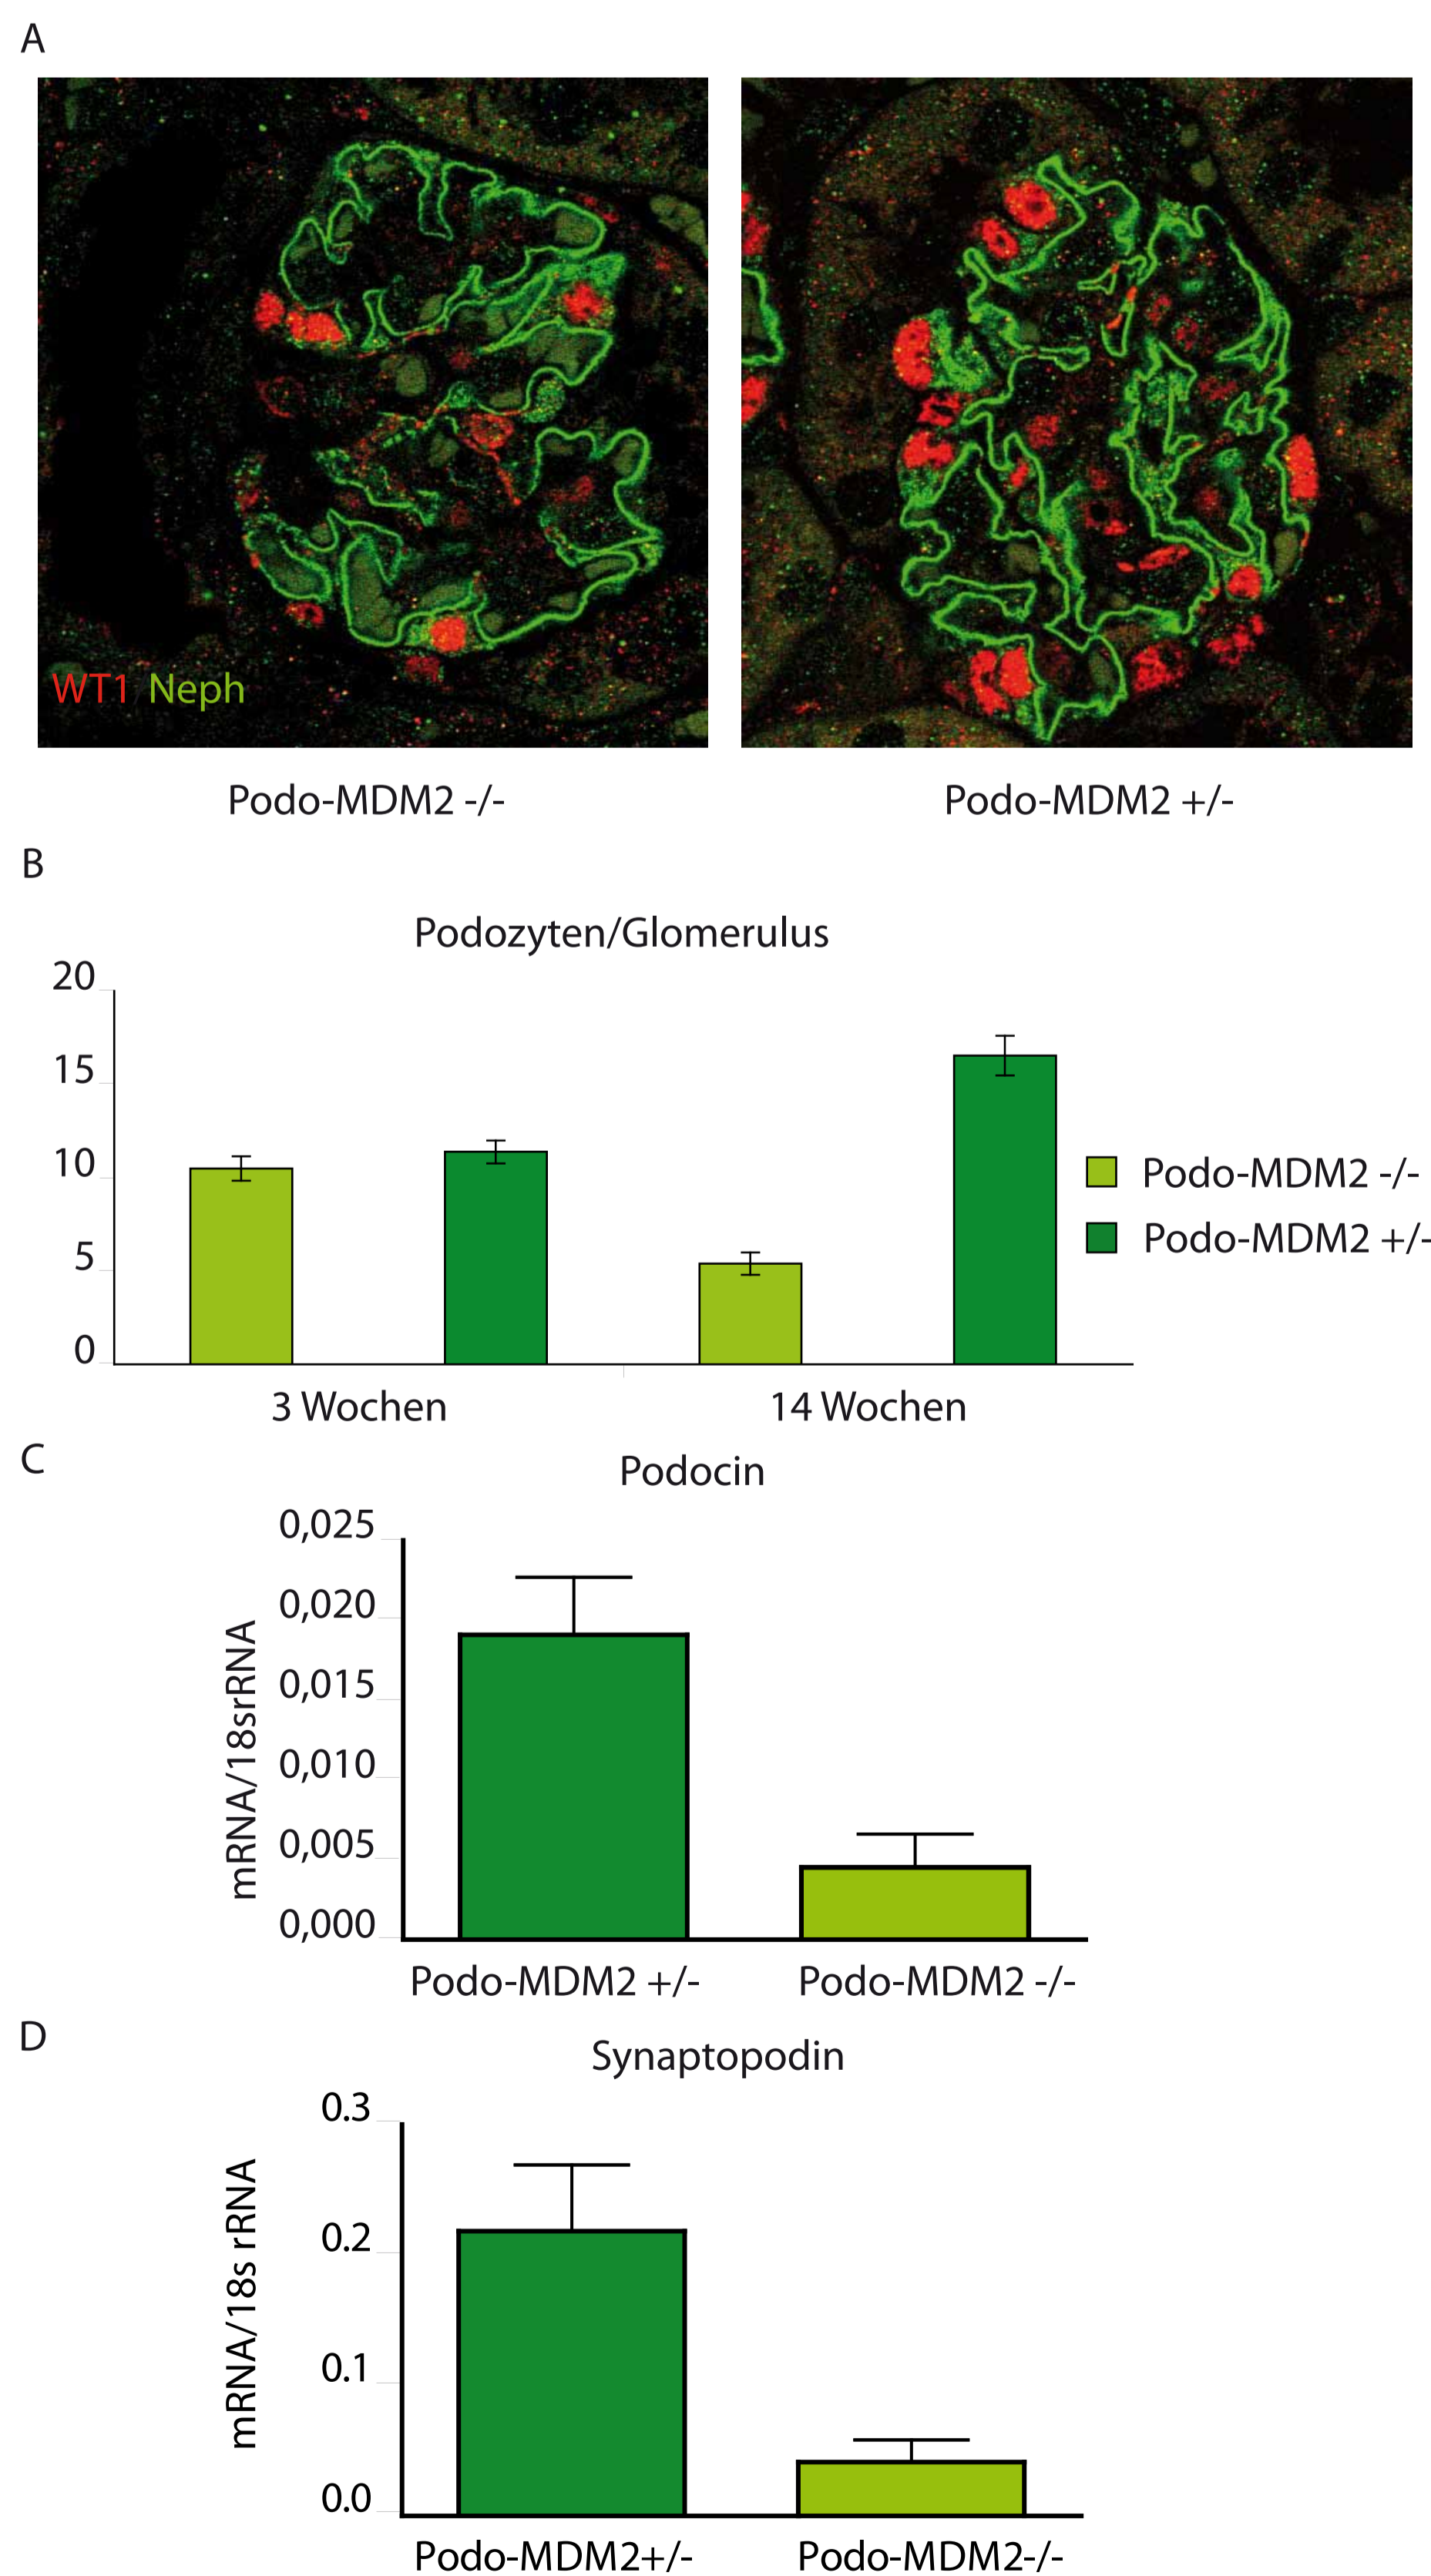 A
WT1 Neph
Podo-MDM2 -/-
Podo-MDM2 +/-
B
Podozyten/Glomerulus
20
15
10
5
0
3 Wochen
14 Wochen
Podo-MDM2 -/-
Podo-MDM2 +/-
C
Podocin
mRNA/18srRNA
0,025
0,020
0,015
0,010
0,005
0,000
Podo-MDM2 +/-
Podo-MDM2 -/-
D
Synaptopodin
mRNA/18s rRNA
0.3
0.2
0.1
0.0
Podo-MDM2+/-
Podo-MDM2-/-